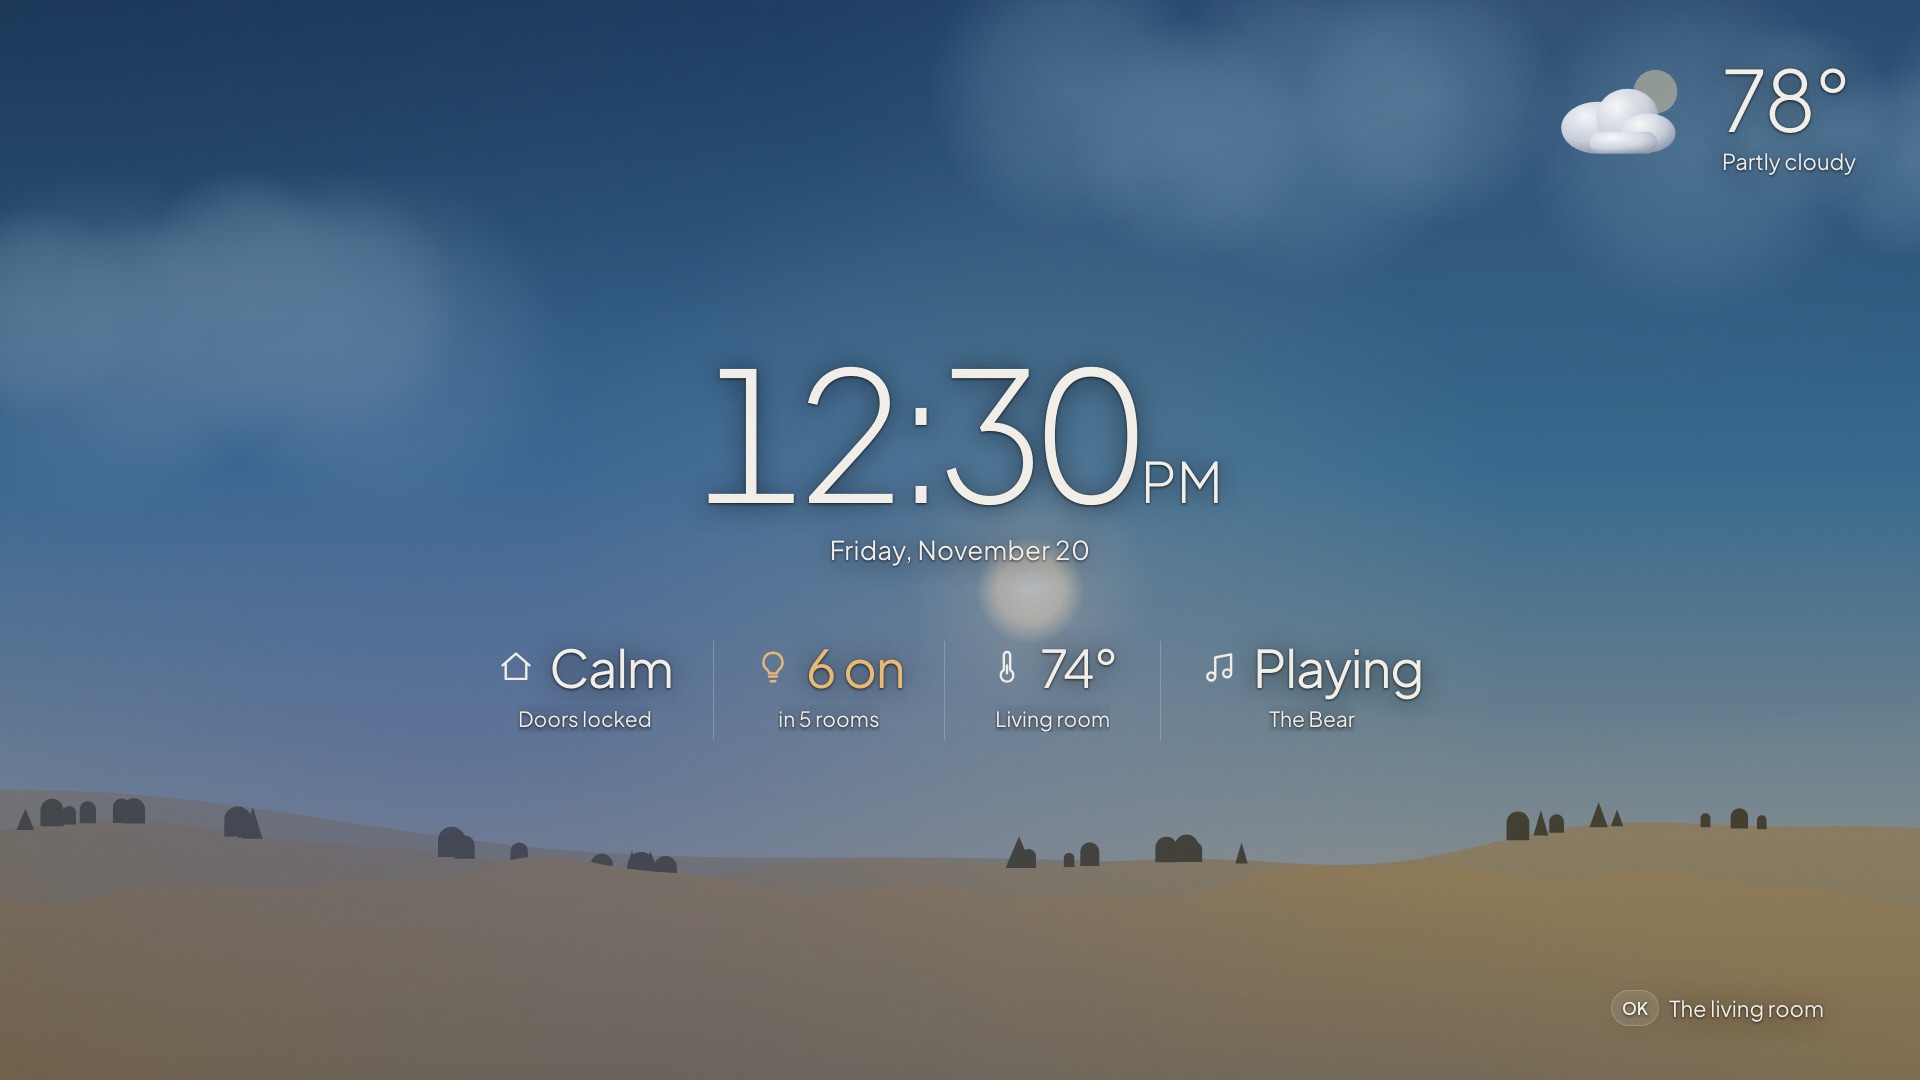 78°
Partly cloudy
12:30PM
Friday, November 20
Calm
Doors locked
6 on
in 5 rooms
74°
Living room
Playing
The Bear
OK The living room